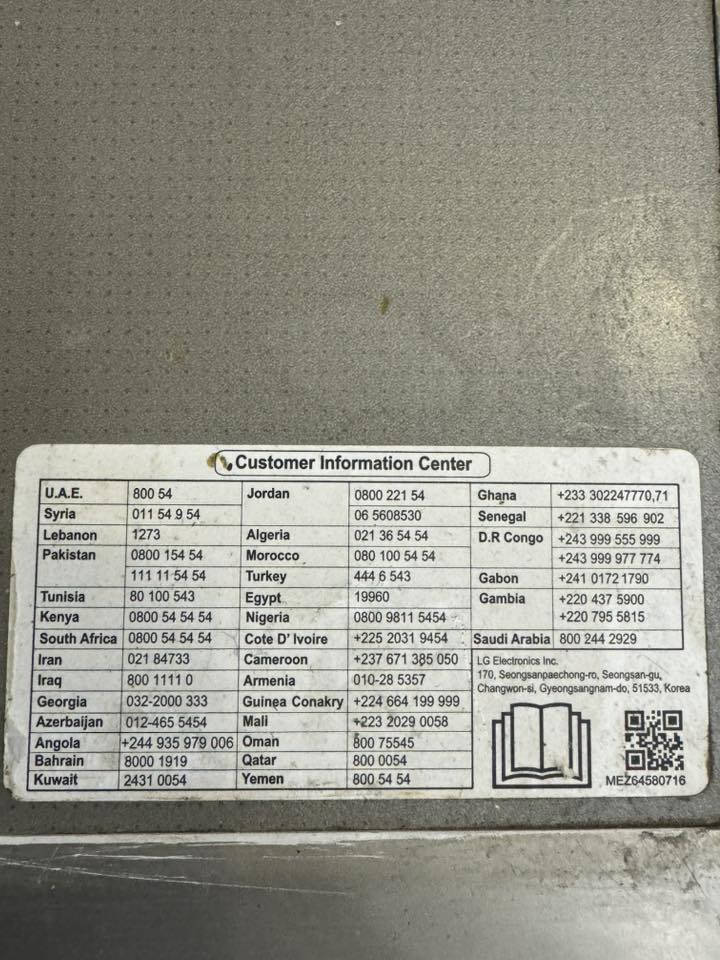 Customer Information Center
U.A.E. 800 54
Syria 011 54 9 54
Lebanon 1273
Pakistan 0800 154 54
111 11 54 54
Tunisia 80 100 543
Kenya 0800 54 54 54
South Africa 0800 54 54 54
Iran 021 84733
Iraq 800 1111 0
Georgia 032-2000 333
Azerbaijan 012-465 5454
Angola +244 935 979 006
Bahrain 8000 1919
Kuwait 2431 0054
Jordan 0800 221 54
06 5608530
Algeria 021 36 54 54
Morocco 080 100 54 54
Turkey 444 6 543
Egypt 19960
Nigeria 0800 9811 5454
Cote D' Ivoire +225 2031 9454
Cameroon +237 671 385 050
Armenia 010-28 5357
Guinea Conakry +224 664 199 999
Mali +223 2029 0058
Oman 800 75545
Qatar 800 0054
Yemen 800 54 54
Ghana +233 302247770,71
Senegal +221 338 596 902
D.R Congo +243 999 555 999
+243 999 977 774
Gabon +241 0172 1790
Gambia +220 437 5900
+220 795 5815
Saudi Arabia 800 244 2929
LG Electronics Inc.
170, Seongsanpaechong-ro, Seongsan-gu,
Changwon-si, Gyeongsangnam-do, 51533, Korea
MEZ64580716